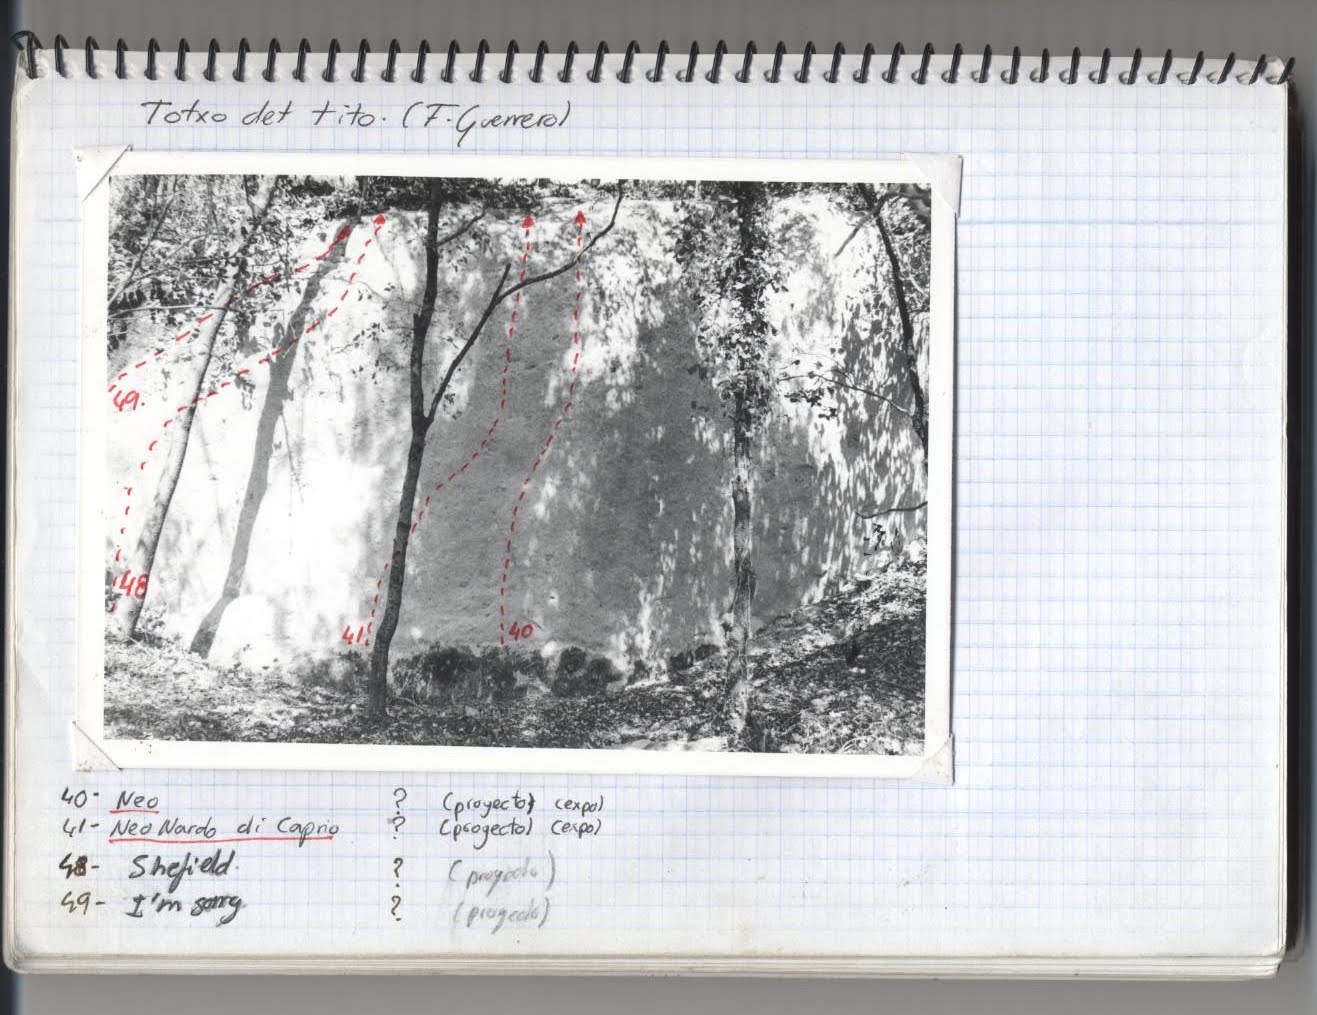 Totxo det tito. (F. Guerrero)
49.
48
41
40
40- Neo ? (proyecto) (expo)
41- Neo Nardo di Caprio ? (proyecto) (expo)
48- Shefield. ? (proyecto)
49- I'm sorry ? (proyecto)